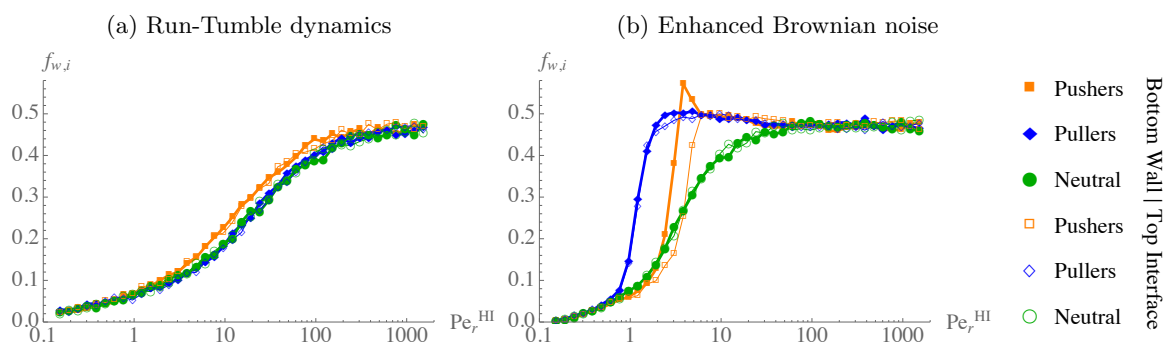 (a) Run-Tumble dynamics
(b) Enhanced Brownian noise
f_{w,i}
0.5
0.4
0.3
0.2
0.1
0.0
0.1
1
10
100
1000
Pe_r^{HI}
f_{w,i}
0.5
0.4
0.3
0.2
0.1
0.0
0.1
1
10
100
1000
Pe_r^{HI}
Pushers
Pullers
Neutral
Pushers
Pullers
Neutral
Bottom Wall | Top Interface